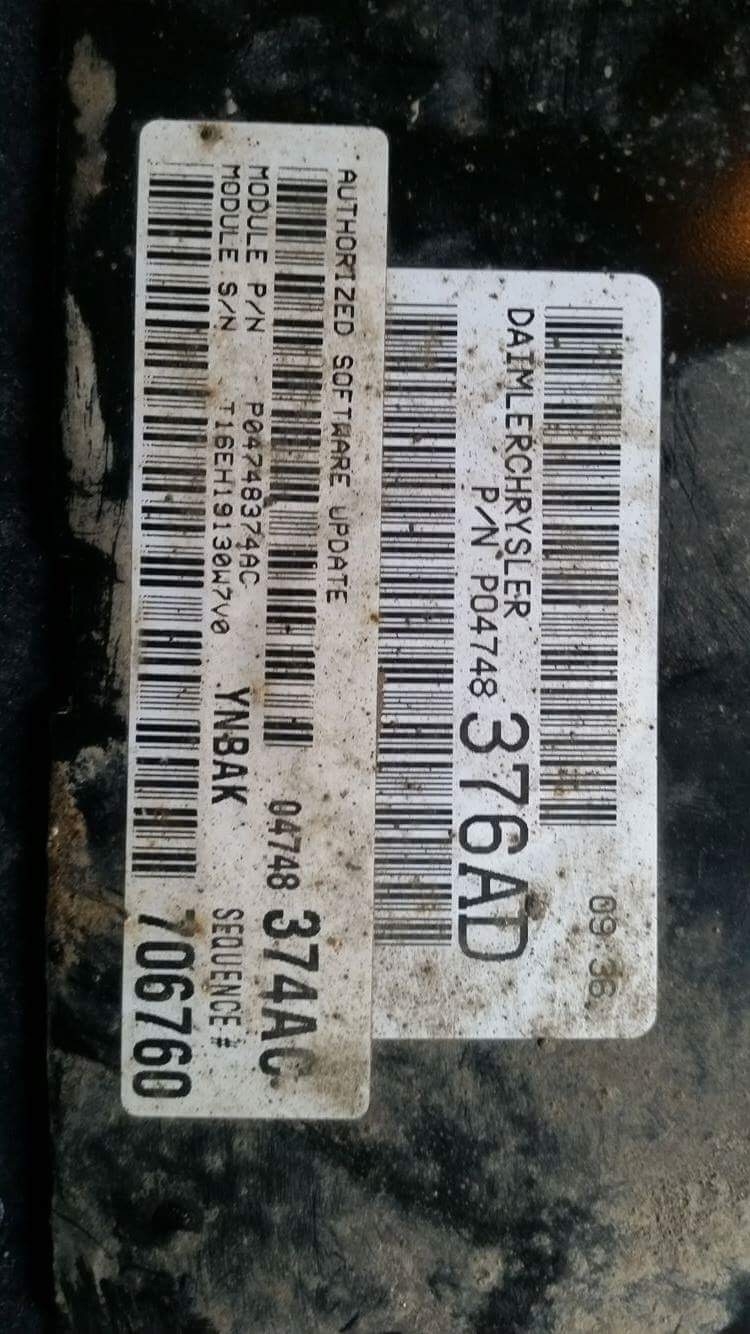 09 36
DAIMLERCHRYSLER
P/N P04748 376AD
AUTHORIZED SOFTWARE UPDATE
04748 374AC
MODULE P/N P04748374AC
MODULE S/N T16EH19130W7V0 YNBAK SEQUENCE #
706760